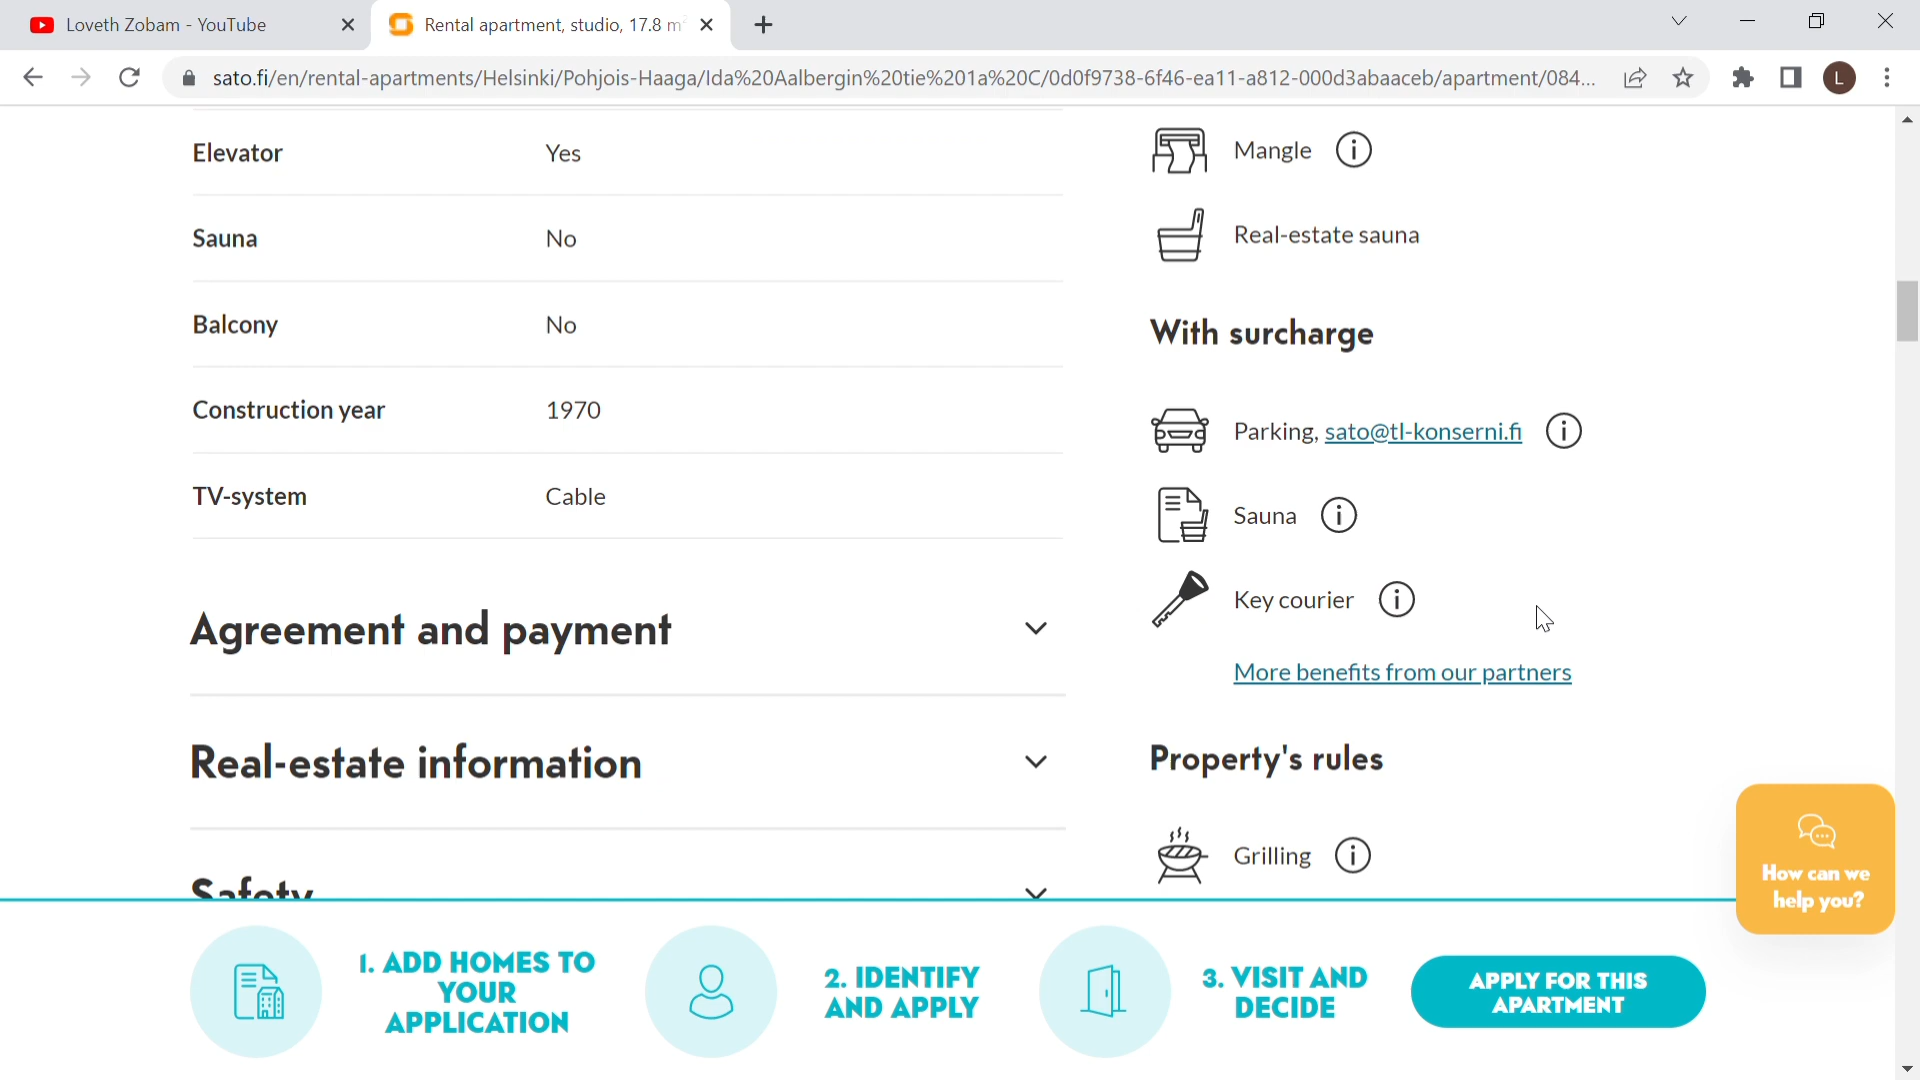 Loveth Zobam - YouTube
Rental apartment, studio, 17.8 m
sato.fi/en/rental-apartments/Helsinki/Pohjois-Haaga/Ida%20Aalbergin%20tie%201a%20C/0d0f9738-6f46-ea11-a812-000d3abaaceb/apartment/084...
L
Elevator Yes
Sauna No
Balcony No
Construction year 1970
TV-system Cable
Agreement and payment
Real-estate information
Safety
Mangle
Real-estate sauna
With surcharge
Parking, sato@tl-konserni.fi
Sauna
Key courier
More benefits from our partners
Property's rules
Grilling
How can we
help you?
1. ADD HOMES TO
YOUR
APPLICATION
2. IDENTIFY
AND APPLY
3. VISIT AND
DECIDE
APPLY FOR THIS
APARTMENT